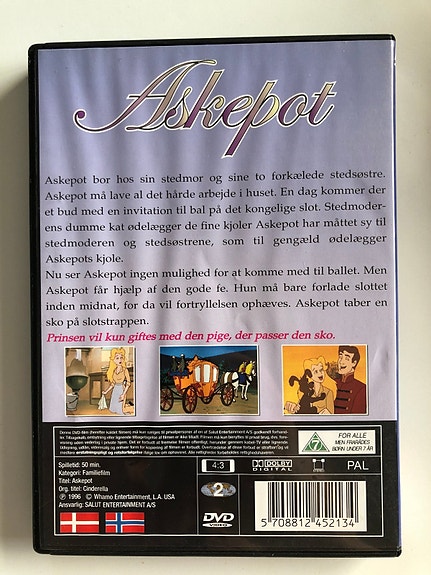 Askepot
Askepot bor hos sin stedmor og sine to forkælede stedsøstre.
Askepot må lave al det hårde arbejde i huset. En dag kommer der
et bud med en invitation til bal på det kongelige slot. Stedmoder-
ens dumme kat ødelægger de fine kjoler Askepot har måttet sy til
stedmoderen og stedsøstrene, som til gengæld ødelægger
Askepots kjole.
Nu ser Askepot ingen mulighed for at komme med til ballet. Men
Askepot får hjælp af den gode fe. Hun må bare forlade slottet
inden midnat, for da vil fortryllelsen ophæves. Askepot taber en
sko på slotstrappen.
Prinsen vil kun giftes med den pige, der passer den sko.
7
FOR ALLE
MEN FRARÅDES
BØRN UNDER 7 ÅR
Spilletid: 50 min.
Kategori: Familiefilm
Titel: Askepot
Org. titel: Cinderella
℗ 1996 © Whamo Entertainment, L.A. USA
Ansvarlig: SALUT ENTERTAINMENT A/S
4:3
DOLBY
DIGITAL
PAL
2
DVD
VIDEO
5 708812 452134